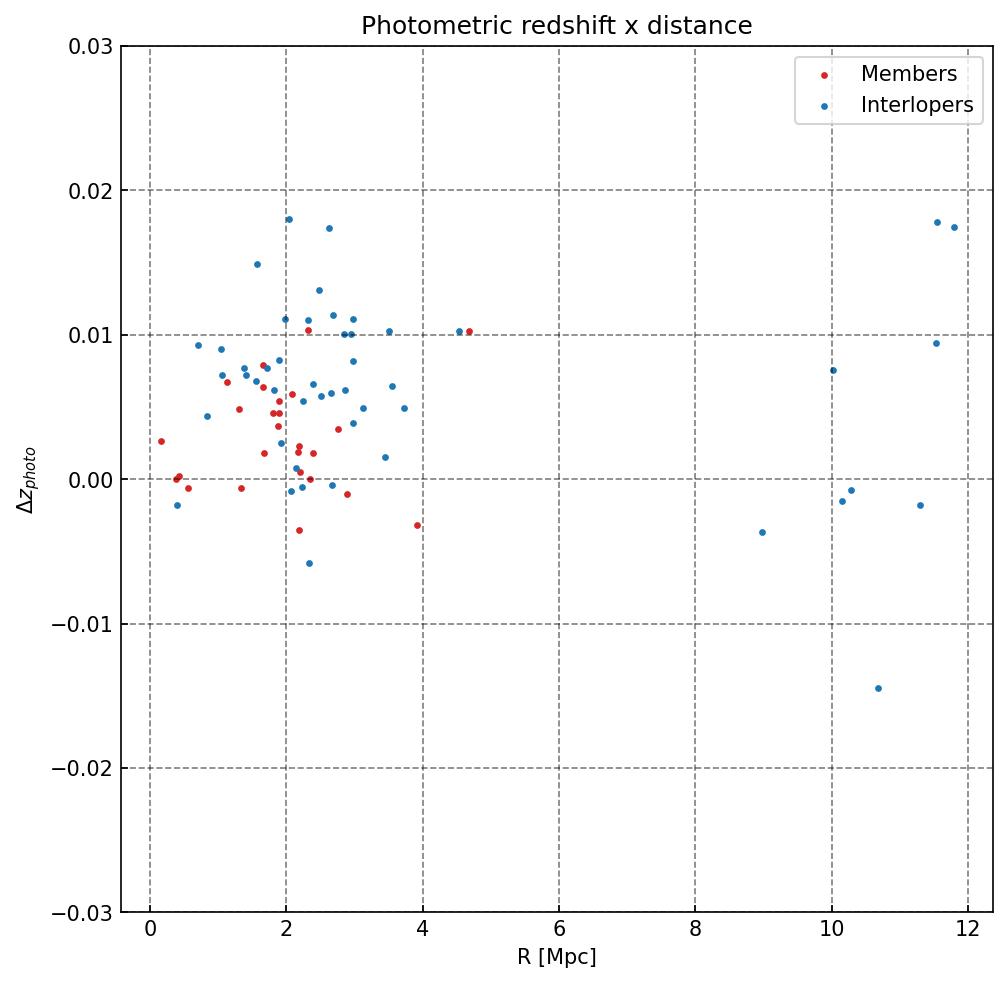 Photometric redshift x distance
Members
Interlopers
0.03
0.02
0.01
0.00
−0.01
−0.02
−0.03
Δz_photo
0 2 4 6 8 10 12
R [Mpc]